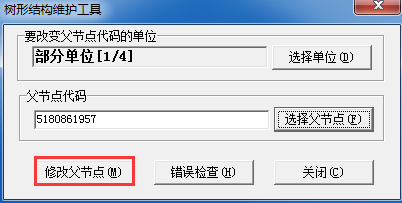 树形结构维护工具
要改变父节点代码的单位
部分单位[1/4]
选择单位(D)
父节点代码
5180861957
选择父节点(F)
修改父节点(M)
错误检查(H)
关闭(C)